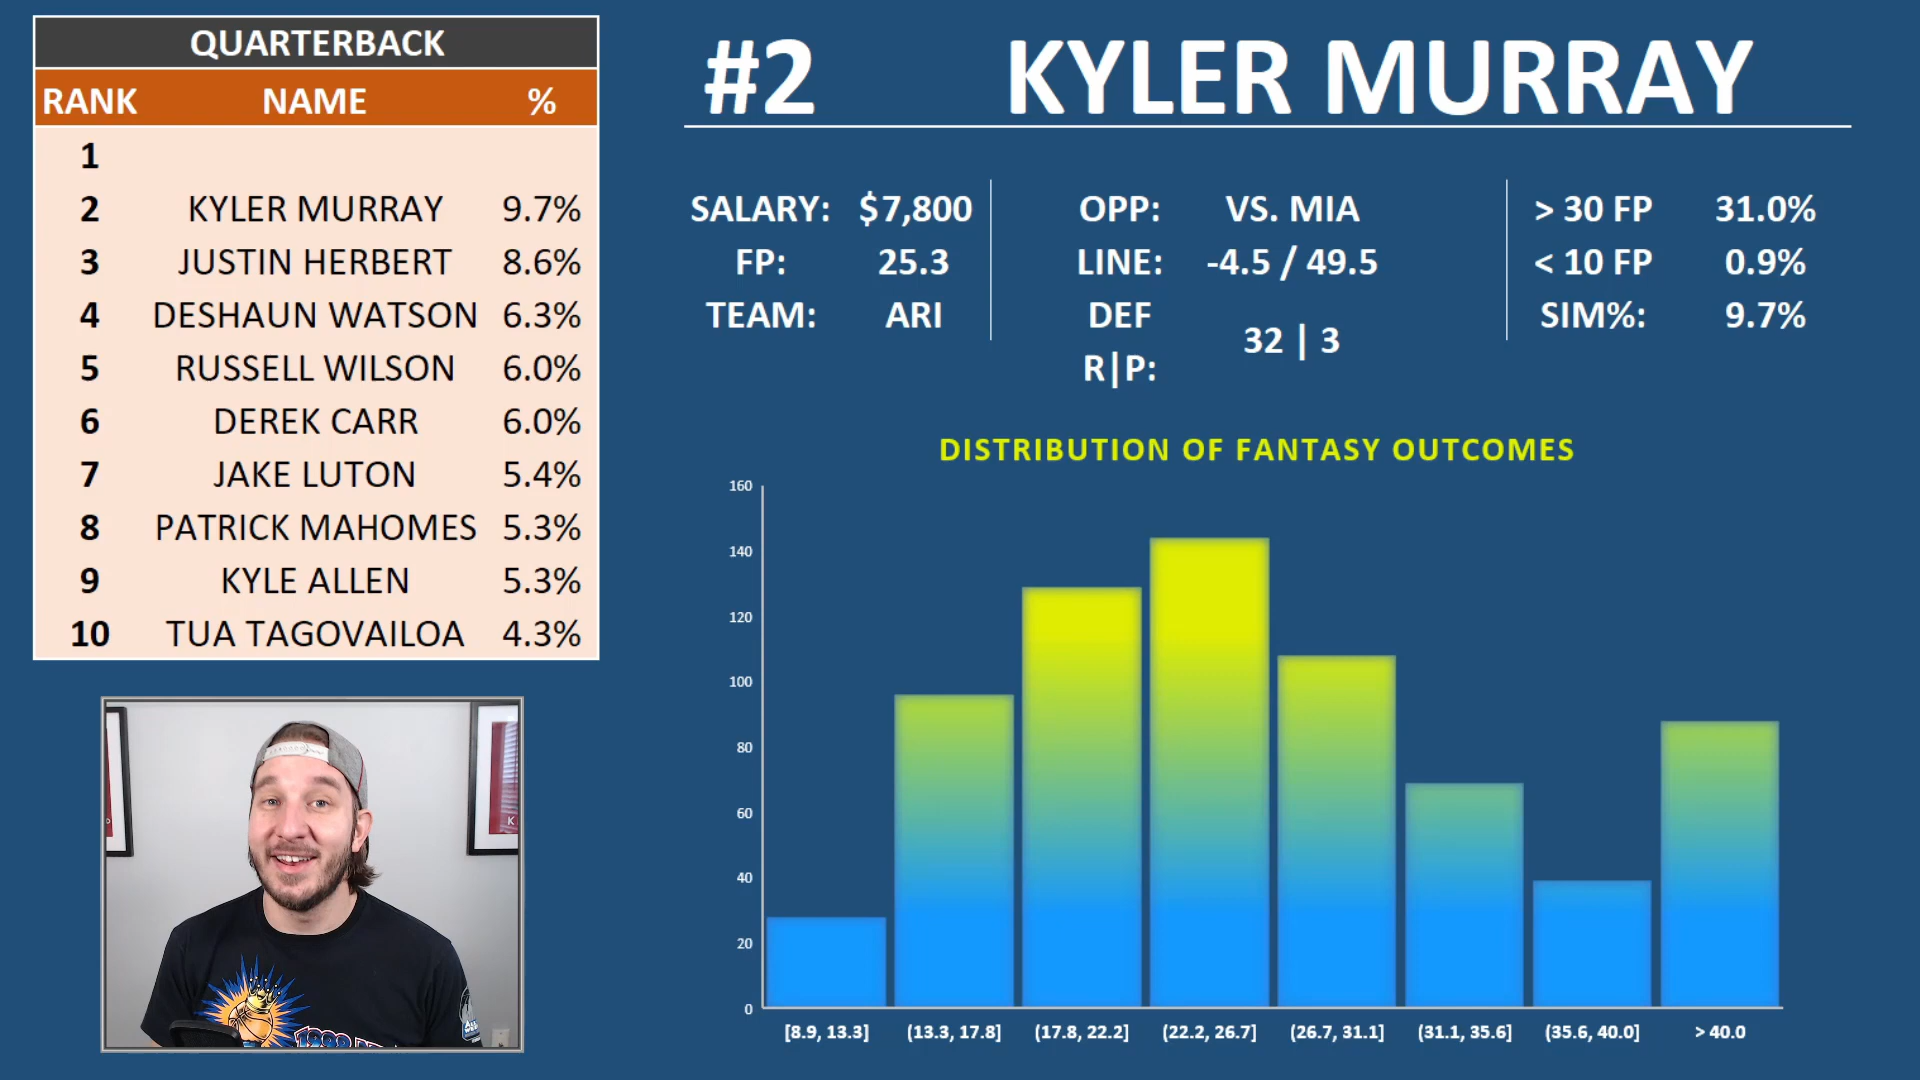 QUARTERBACK
RANK NAME %
1
2 KYLER MURRAY 9.7%
3 JUSTIN HERBERT 8.6%
4 DESHAUN WATSON 6.3%
5 RUSSELL WILSON 6.0%
6 DEREK CARR 6.0%
7 JAKE LUTON 5.4%
8 PATRICK MAHOMES 5.3%
9 KYLE ALLEN 5.3%
10 TUA TAGOVAILOA 4.3%
#2 KYLER MURRAY
SALARY: $7,800
FP: 25.3
TEAM: ARI
OPP: VS. MIA
LINE: -4.5 / 49.5
DEF
R|P: 32 | 3
> 30 FP 31.0%
< 10 FP 0.9%
SIM%: 9.7%
DISTRIBUTION OF FANTASY OUTCOMES
160
140
120
100
80
60
40
20
0
[8.9, 13.3] (13.3, 17.8] (17.8, 22.2] (22.2, 26.7] (26.7, 31.1] (31.1, 35.6] (35.6, 40.0] > 40.0
K